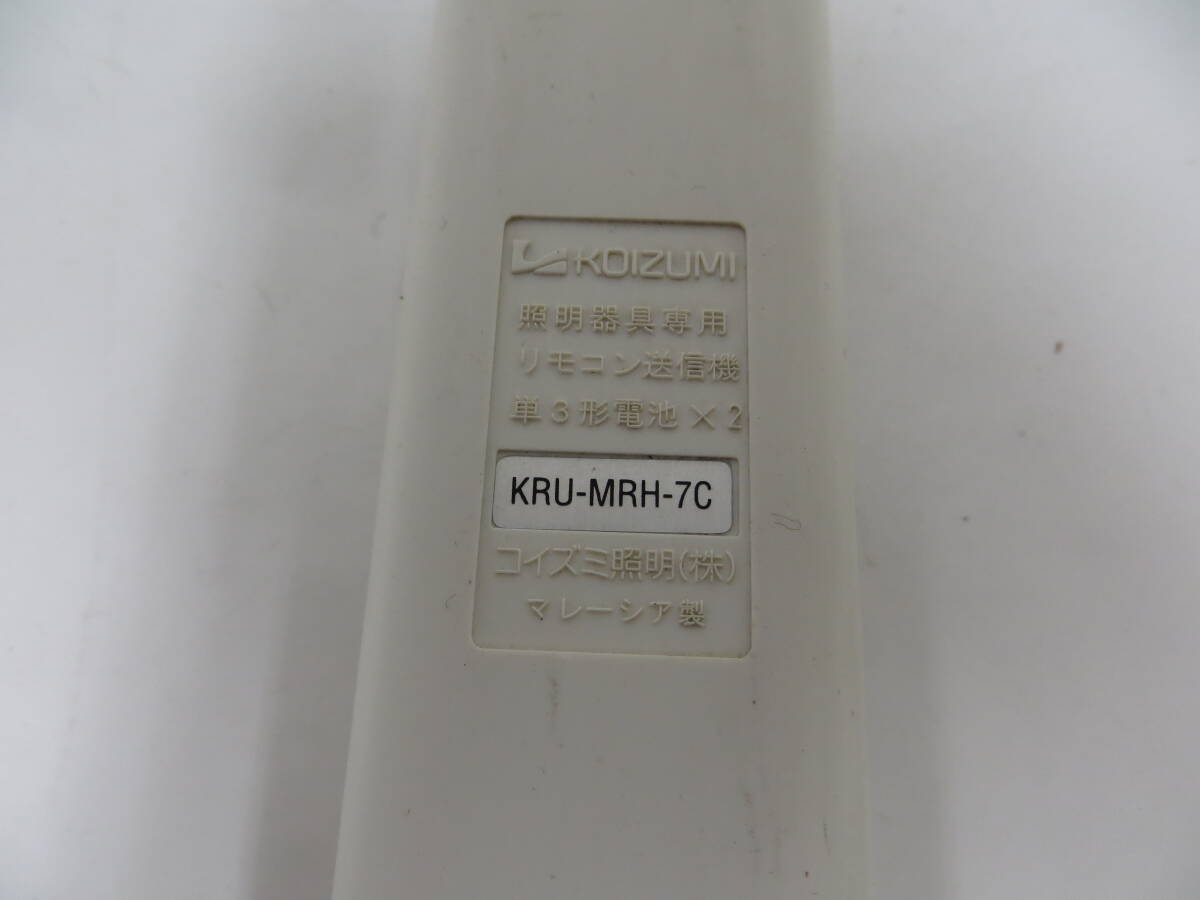 KOIZUMI
照明器具専用
リモコン送信機
単3形電池×2
KRU-MRH-7C
コイズミ照明(株)
マレーシア製